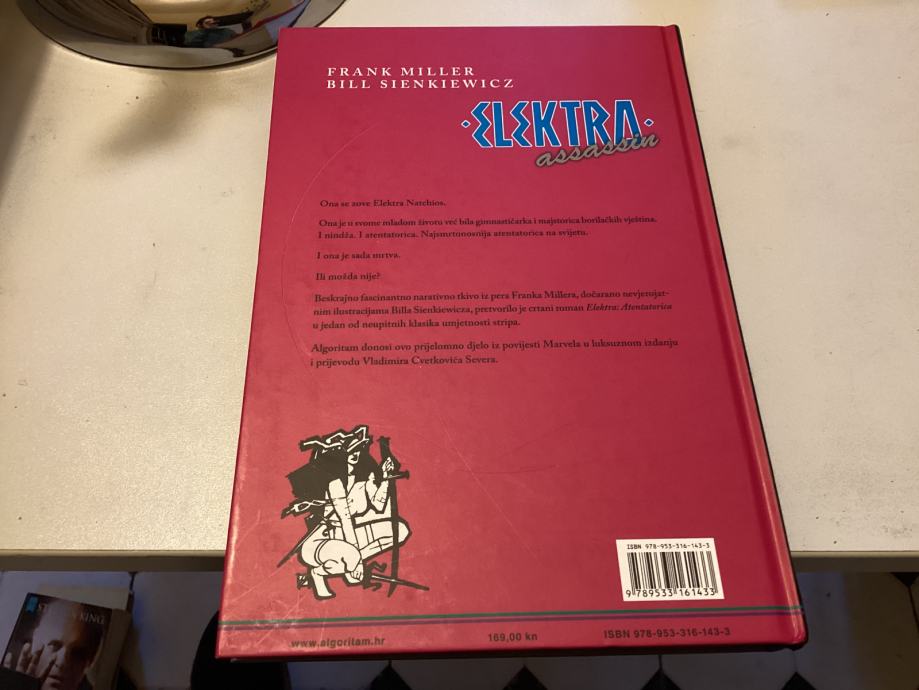 FRANK MILLER
BILL SIENKIEWICZ
ELEKTRA
assassin
Ona se zove Elektra Natchios.
Ona je u svome mladom životu već bila gimnastičarka i majstorica borilačkih vještina.
I nindža. I atentatorica. Najsmrtonosnija atentatorica na svijetu.
I ona je sada mrtva.
Ili možda nije?
Beskrajno fascinantno narativno tkivo iz pera Franka Millera, dočarano nevjerojat-
nim ilustracijama Billa Sienkiewicza, pretvorilo je crtani roman Elektra: Atentatorica
u jedan od neupitnih klasika umjetnosti stripa.
Algoritam donosi ovo prijelomno djelo iz povijesti Marvela u luksuznom izdanju
i prijevodu Vladimira Cvetkovića Severa.
ISBN 978-953-316-143-3
9 789533 161433
www.algoritam.hr
169,00 kn
ISBN 978-953-316-143-3
KING